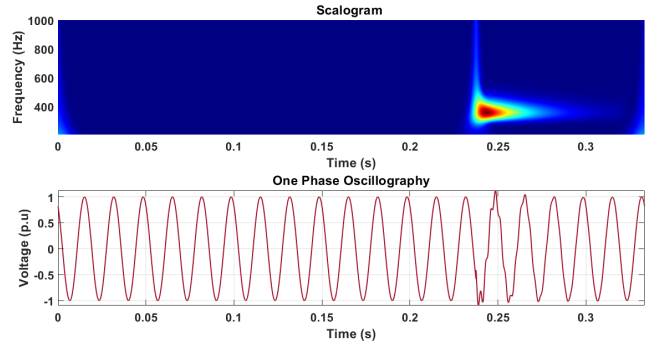 Scalogram
1000
800
600
400
Frequency (Hz)
0 0.05 0.1 0.15 0.2 0.25 0.3
Time (s)
One Phase Oscillography
1
0.5
0
-0.5
-1
Voltage (p.u)
0 0.05 0.1 0.15 0.2 0.25 0.3
Time (s)